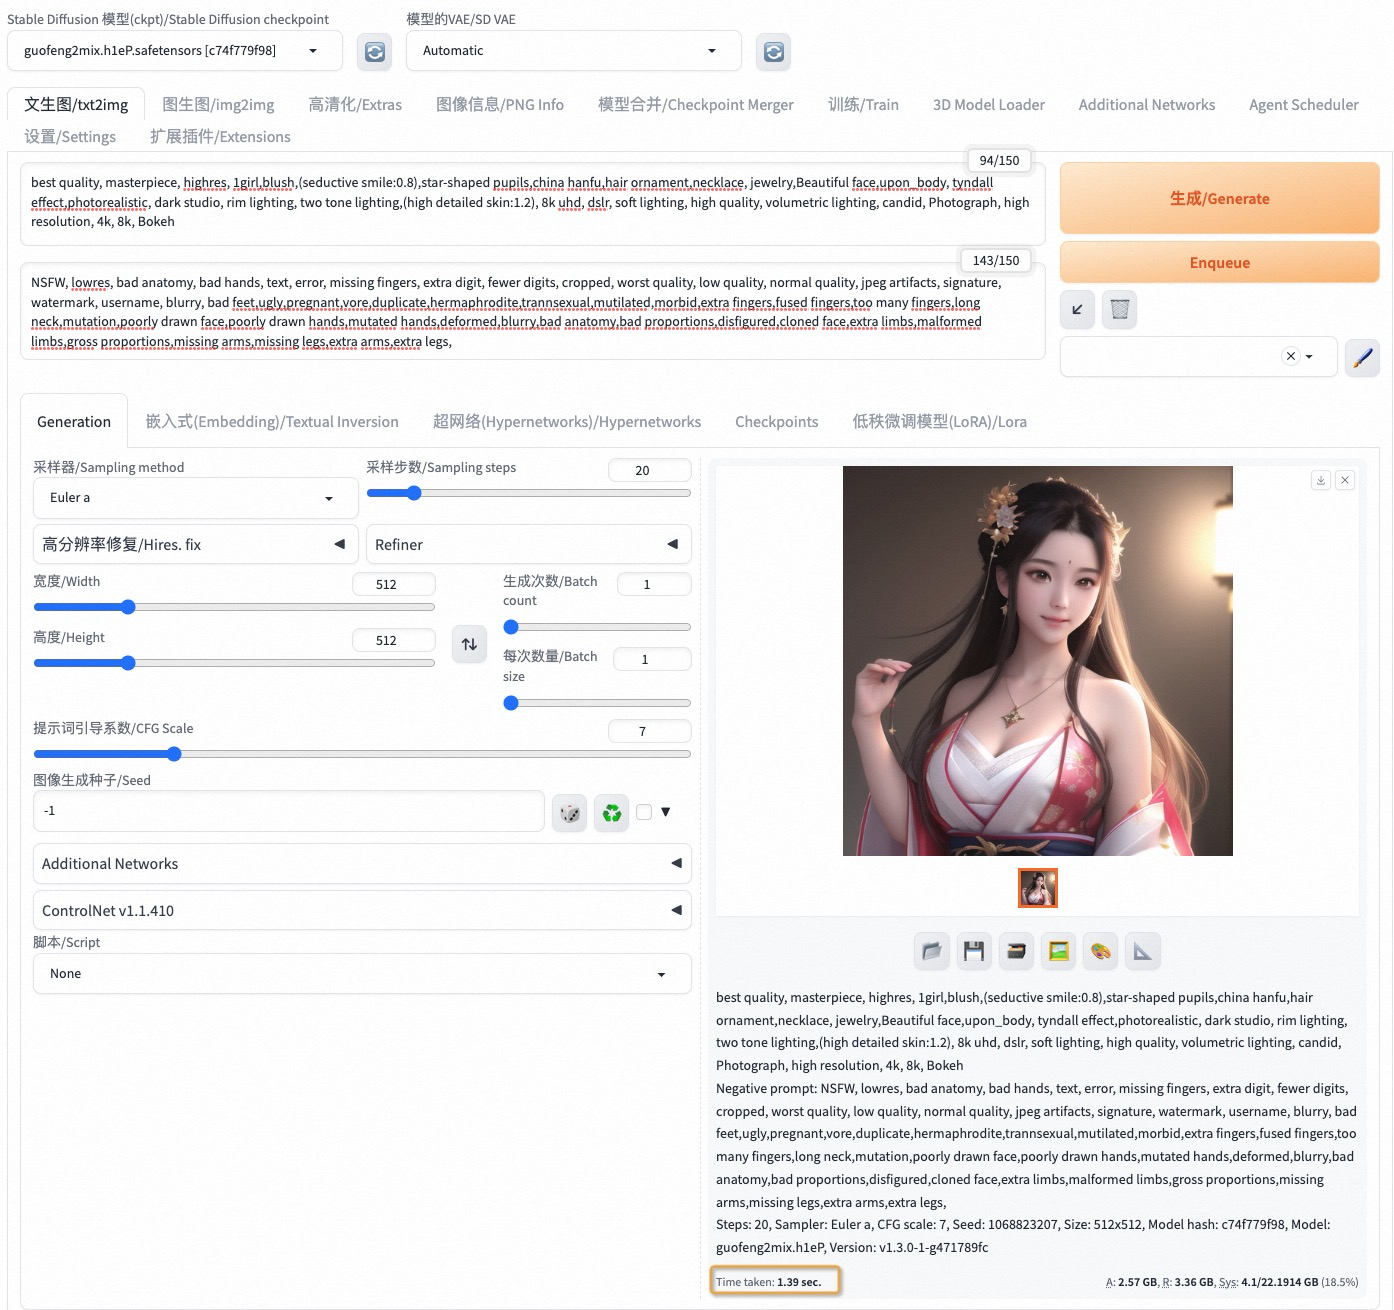 Stable Diffusion 模型(ckpt)/Stable Diffusion checkpoint
模型的VAE/SD VAE
guofeng2mix.h1eP.safetensors [c74f779f98]
Automatic
文生图/txt2img
图生图/img2img
高清化/Extras
图像信息/PNG Info
模型合并/Checkpoint Merger
训练/Train
3D Model Loader
Additional Networks
Agent Scheduler
设置/Settings
扩展插件/Extensions
94/150
best quality, masterpiece, highres, 1girl,blush,(seductive smile:0.8),star-shaped pupils,china hanfu,hair ornament,necklace, jewelry,Beautiful face,upon_body, tyndall
effect,photorealistic, dark studio, rim lighting, two tone lighting,(high detailed skin:1.2), 8k uhd, dslr, soft lighting, high quality, volumetric lighting, candid, Photograph, high
resolution, 4k, 8k, Bokeh
生成/Generate
143/150
NSFW, lowres, bad anatomy, bad hands, text, error, missing fingers, extra digit, fewer digits, cropped, worst quality, low quality, normal quality, jpeg artifacts, signature,
watermark, username, blurry, bad feet,ugly,pregnant,vore,duplicate,hermaphrodite,trannsexual,mutilated,morbid,extra fingers,fused fingers,too many fingers,long
neck,mutation,poorly drawn face,poorly drawn hands,mutated hands,deformed,blurry,bad anatomy,bad proportions,disfigured,cloned face,extra limbs,malformed
limbs,gross proportions,missing arms,missing legs,extra arms,extra legs,
Enqueue
Generation
嵌入式(Embedding)/Textual Inversion
超网络(Hypernetworks)/Hypernetworks
Checkpoints
低秩微调模型(LoRA)/Lora
采样器/Sampling method
Euler a
采样步数/Sampling steps
20
高分辨率修复/Hires. fix
Refiner
宽度/Width
512
高度/Height
512
生成次数/Batch
count
1
每次数量/Batch
size
1
提示词引导系数/CFG Scale
7
图像生成种子/Seed
-1
Additional Networks
ControlNet v1.1.410
脚本/Script
None
best quality, masterpiece, highres, 1girl,blush,(seductive smile:0.8),star-shaped pupils,china hanfu,hair
ornament,necklace, jewelry,Beautiful face,upon_body, tyndall effect,photorealistic, dark studio, rim lighting,
two tone lighting,(high detailed skin:1.2), 8k uhd, dslr, soft lighting, high quality, volumetric lighting, candid,
Photograph, high resolution, 4k, 8k, Bokeh
Negative prompt: NSFW, lowres, bad anatomy, bad hands, text, error, missing fingers, extra digit, fewer digits,
cropped, worst quality, low quality, normal quality, jpeg artifacts, signature, watermark, username, blurry, bad
feet,ugly,pregnant,vore,duplicate,hermaphrodite,trannsexual,mutilated,morbid,extra fingers,fused fingers,too
many fingers,long neck,mutation,poorly drawn face,poorly drawn hands,mutated hands,deformed,blurry,bad
anatomy,bad proportions,disfigured,cloned face,extra limbs,malformed limbs,gross proportions,missing
arms,missing legs,extra arms,extra legs,
Steps: 20, Sampler: Euler a, CFG scale: 7, Seed: 1068823207, Size: 512x512, Model hash: c74f779f98, Model:
guofeng2mix.h1eP, Version: v1.3.0-1-g471789fc
Time taken: 1.39 sec.
A: 2.57 GB, R: 3.36 GB, Sys: 4.1/22.1914 GB (18.5%)